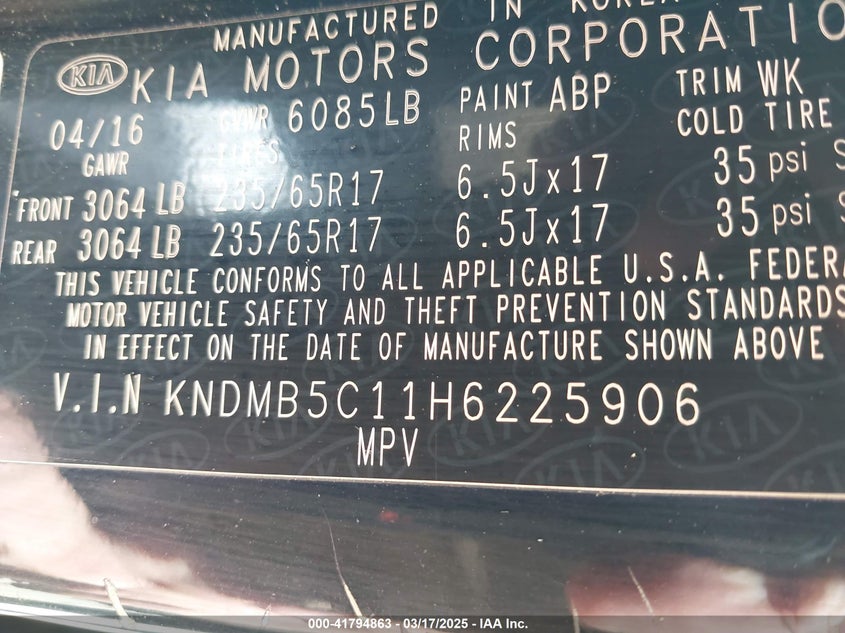 MANUFACTURED IN KOREA
KIA KIA MOTORS CORPORATIO
04/16 GVWR 6085LB PAINT ABP TRIM WK
GAWR TIRES RIMS COLD TIRE
FRONT 3064 LB 235/65R17 6.5Jx17 35 psi S
REAR 3064 LB 235/65R17 6.5Jx17 35 psi S
THIS VEHICLE CONFORMS TO ALL APPLICABLE U.S.A. FEDERA
MOTOR VEHICLE SAFETY AND THEFT PREVENTION STANDARDS
IN EFFECT ON THE DATE OF MANUFACTURE SHOWN ABOVE
V.I.N KNDMB5C11H6225906
MPV
000-41794863 — 03/17/2025 — IAA Inc.